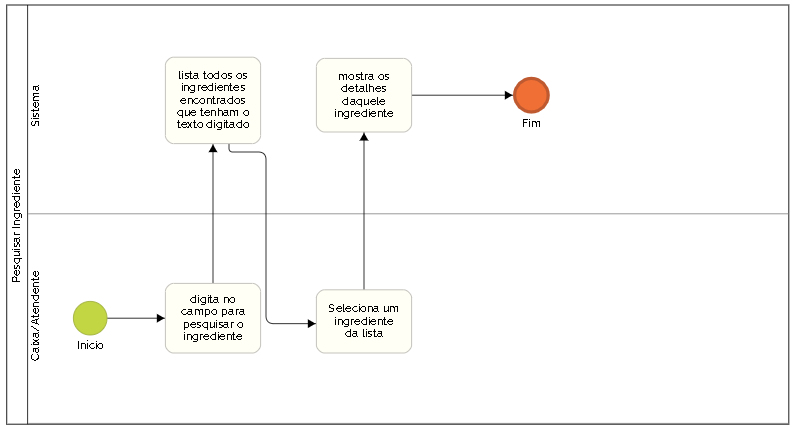 Pesquisar Ingrediente
Sistema
lista todos os
ingredientes
encontrados
que tenham o
texto digitado
mostra os
detalhes
daquele
ingrediente
Fim
Caixa/Atendente
Inicio
digita no
campo para
pesquisar o
ingrediente
Seleciona um
ingrediente
da lista